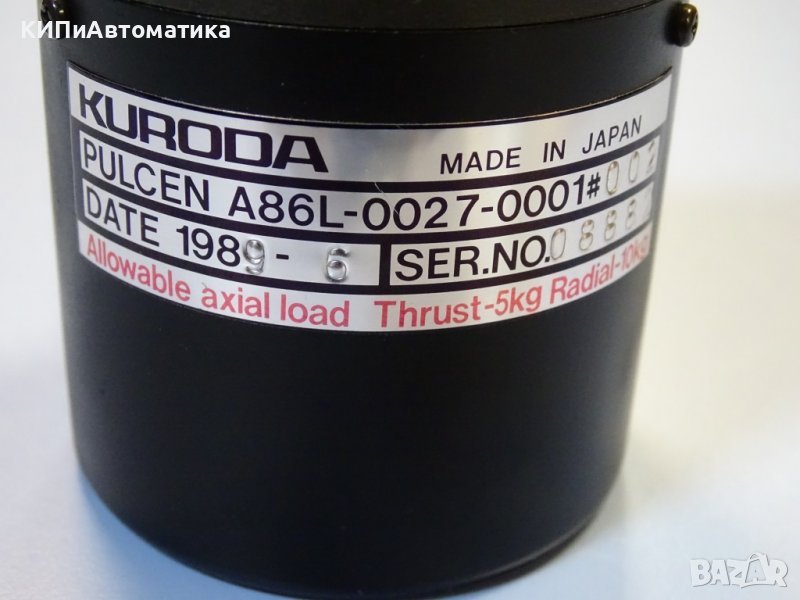 КИПиАвтоматика
KURODA MADE IN JAPAN
PULCEN A86L-0027-0001#002
DATE 1989-6 SER.NO.
Allowable axial load Thrust-5kg Radial-10kg
BAZAR